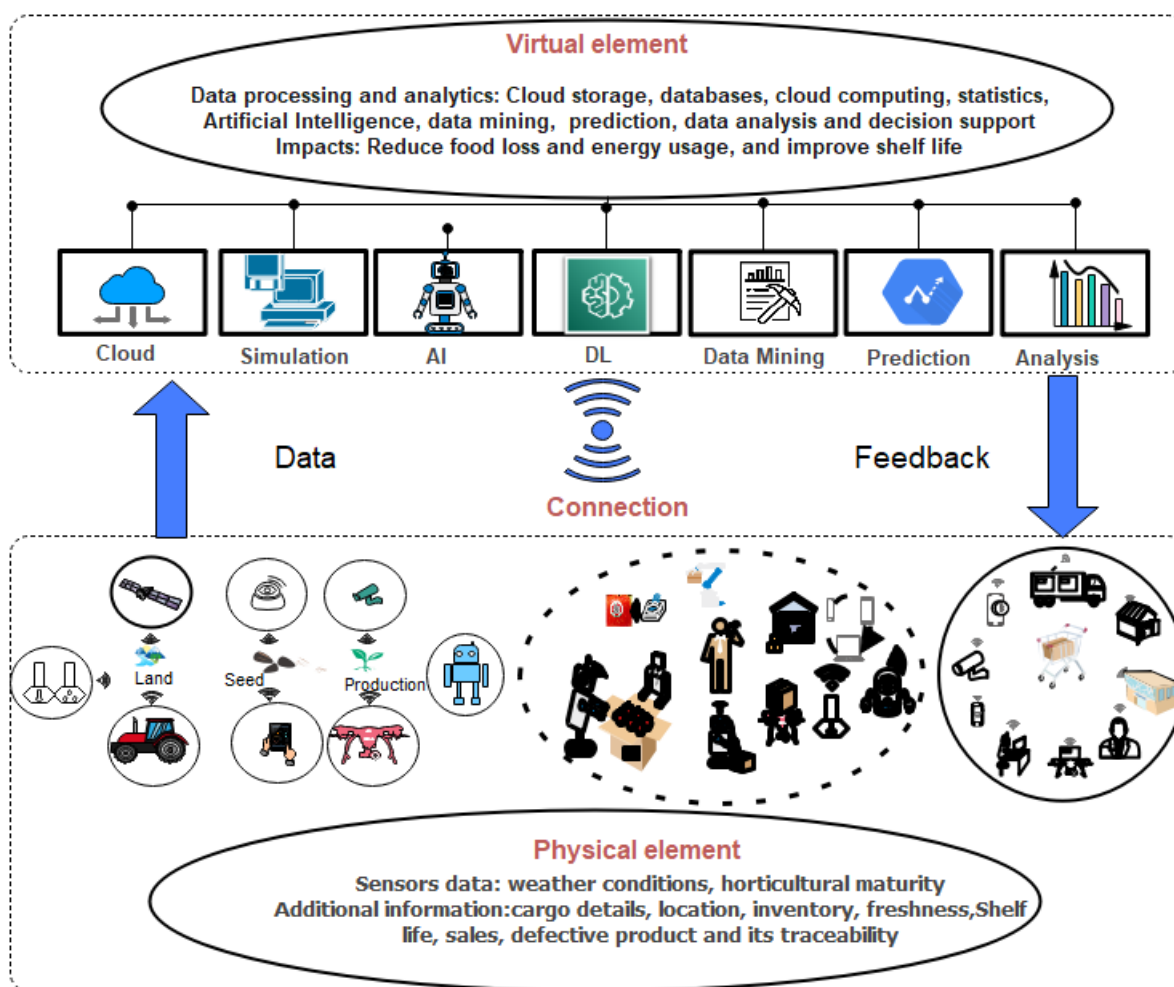 Virtual element
Data processing and analytics: Cloud storage, databases, cloud computing, statistics,
Artificial Intelligence, data mining, prediction, data analysis and decision support
Impacts: Reduce food loss and energy usage, and improve shelf life
Cloud
Simulation
AI
DL
Data Mining
Prediction
Analysis
Data
Feedback
Connection
Land
Seed
Production
Physical element
Sensors data: weather conditions, horticultural maturity
Additional information:cargo details, location, inventory, freshness,Shelf
life, sales, defective product and its traceability